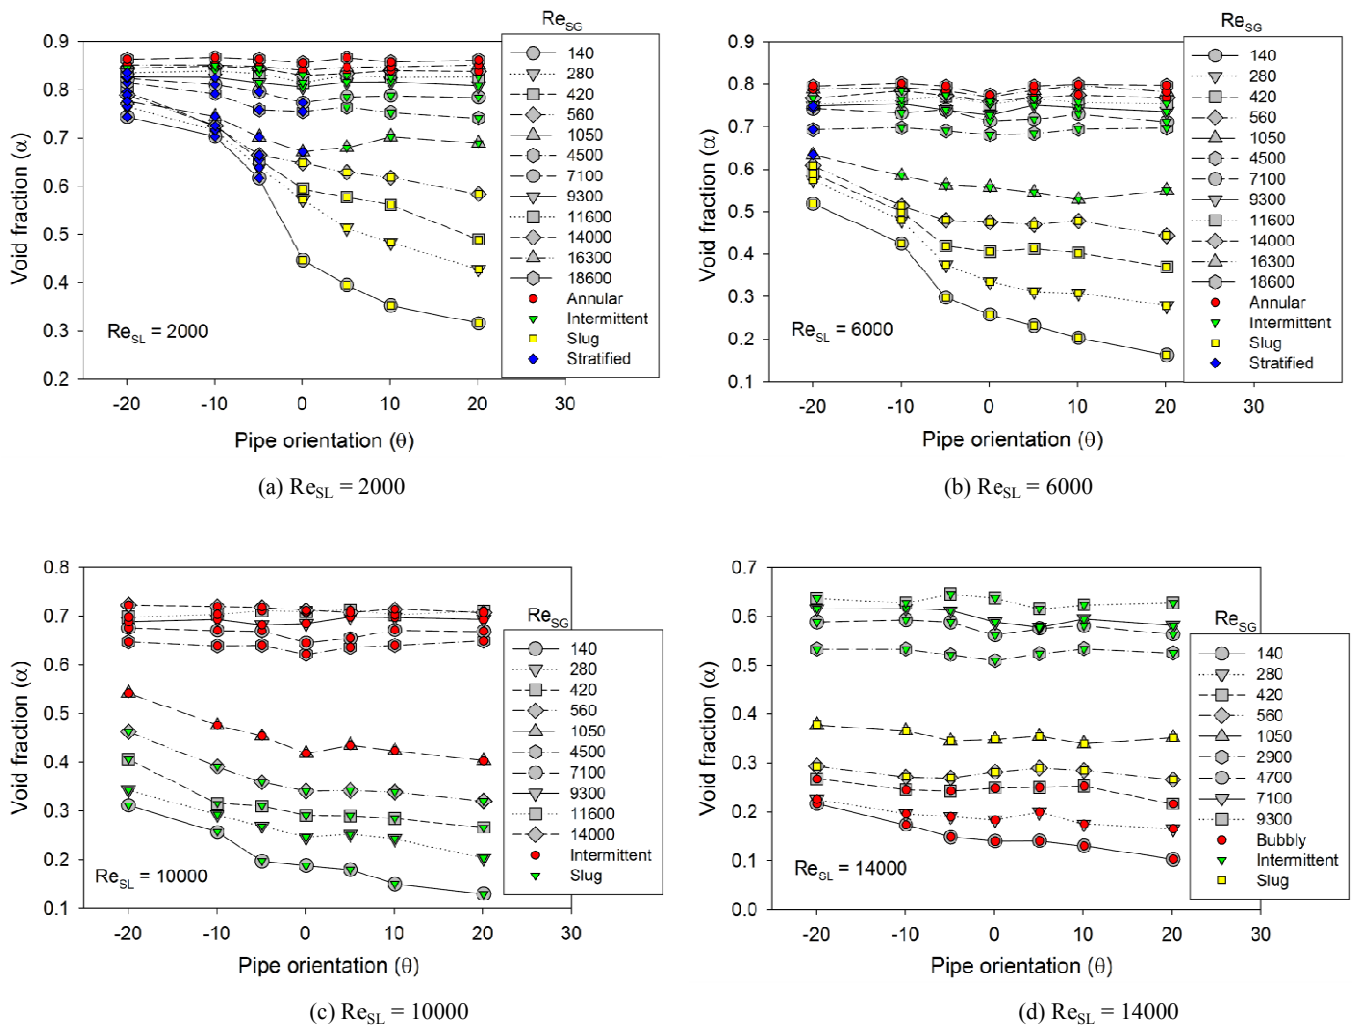 Re_SG
140
280
420
560
1050
4500
7100
9300
11600
14000
16300
18600
Annular
Intermittent
Slug
Stratified
0.9
0.8
0.7
0.6
0.5
0.4
0.3
0.2
Void fraction (α)
Re_SL = 2000
-20 -10 0 10 20 30
Pipe orientation (θ)
(a) Re_SL = 2000
Re_SG
140
280
420
560
1050
4500
7100
9300
11600
14000
16300
18600
Annular
Intermittent
Slug
Stratified
0.9
0.8
0.7
0.6
0.5
0.4
0.3
0.2
0.1
Void fraction (α)
Re_SL = 6000
-20 -10 0 10 20 30
Pipe orientation (θ)
(b) Re_SL = 6000
0.8
0.7
0.6
0.5
0.4
0.3
0.2
0.1
Void fraction (α)
Re_SG
140
280
420
560
1050
4500
7100
9300
11600
14000
Intermittent
Slug
Re_SL = 10000
-20 -10 0 10 20 30
Pipe orientation (θ)
(c) Re_SL = 10000
0.7
0.6
0.5
0.4
0.3
0.2
0.1
0.0
Void fraction (α)
Re_SG
140
280
420
560
1050
2900
4700
7100
9300
Bubbly
Intermittent
Slug
Re_SL = 14000
-20 -10 0 10 20 30
Pipe orientation (θ)
(d) Re_SL = 14000